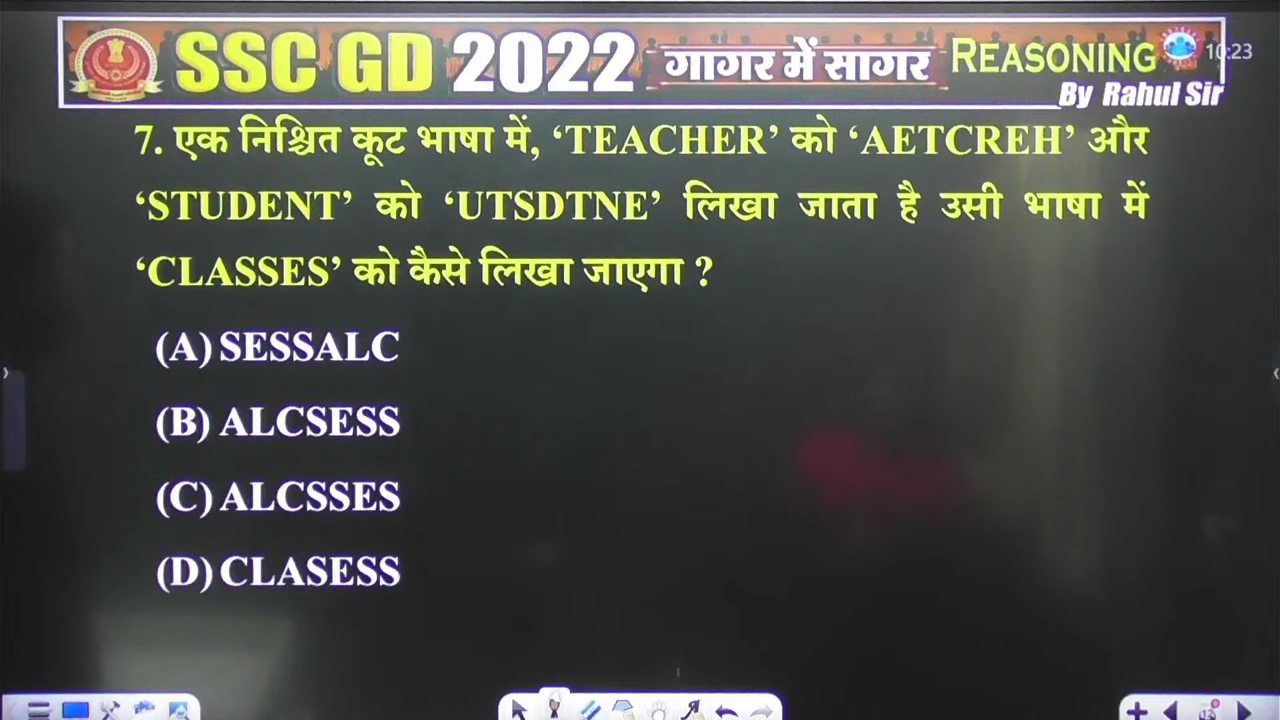 SSC GD 2022 गागर में सागर REASONING 10:23
By Rahul Sir
7. एक निश्चित कूट भाषा में, ‘TEACHER’ को ‘AETCREH’ और
‘STUDENT’ को ‘UTSDTNE’ लिखा जाता है उसी भाषा में
‘CLASSES’ को कैसे लिखा जाएगा ?
(A) SESSALC
(B) ALCSESS
(C) ALCSSES
(D) CLASESS